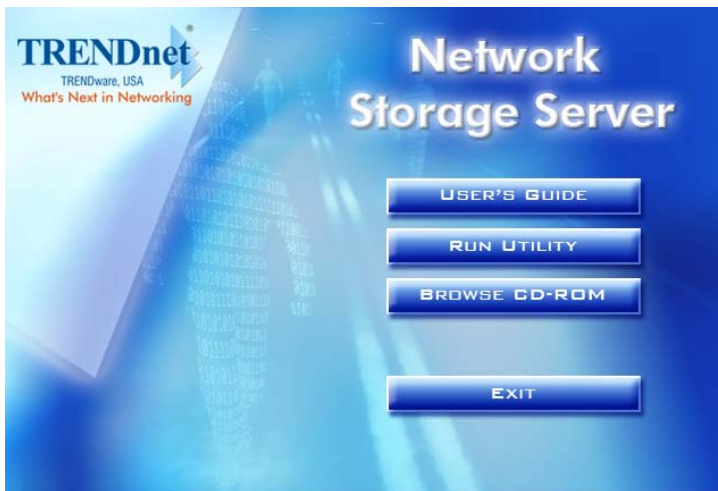 TRENDnet®
TRENDware, USA
What's Next in Networking
Network
Storage Server
USER'S GUIDE
RUN UTILITY
BROWSE CD-ROM
EXIT